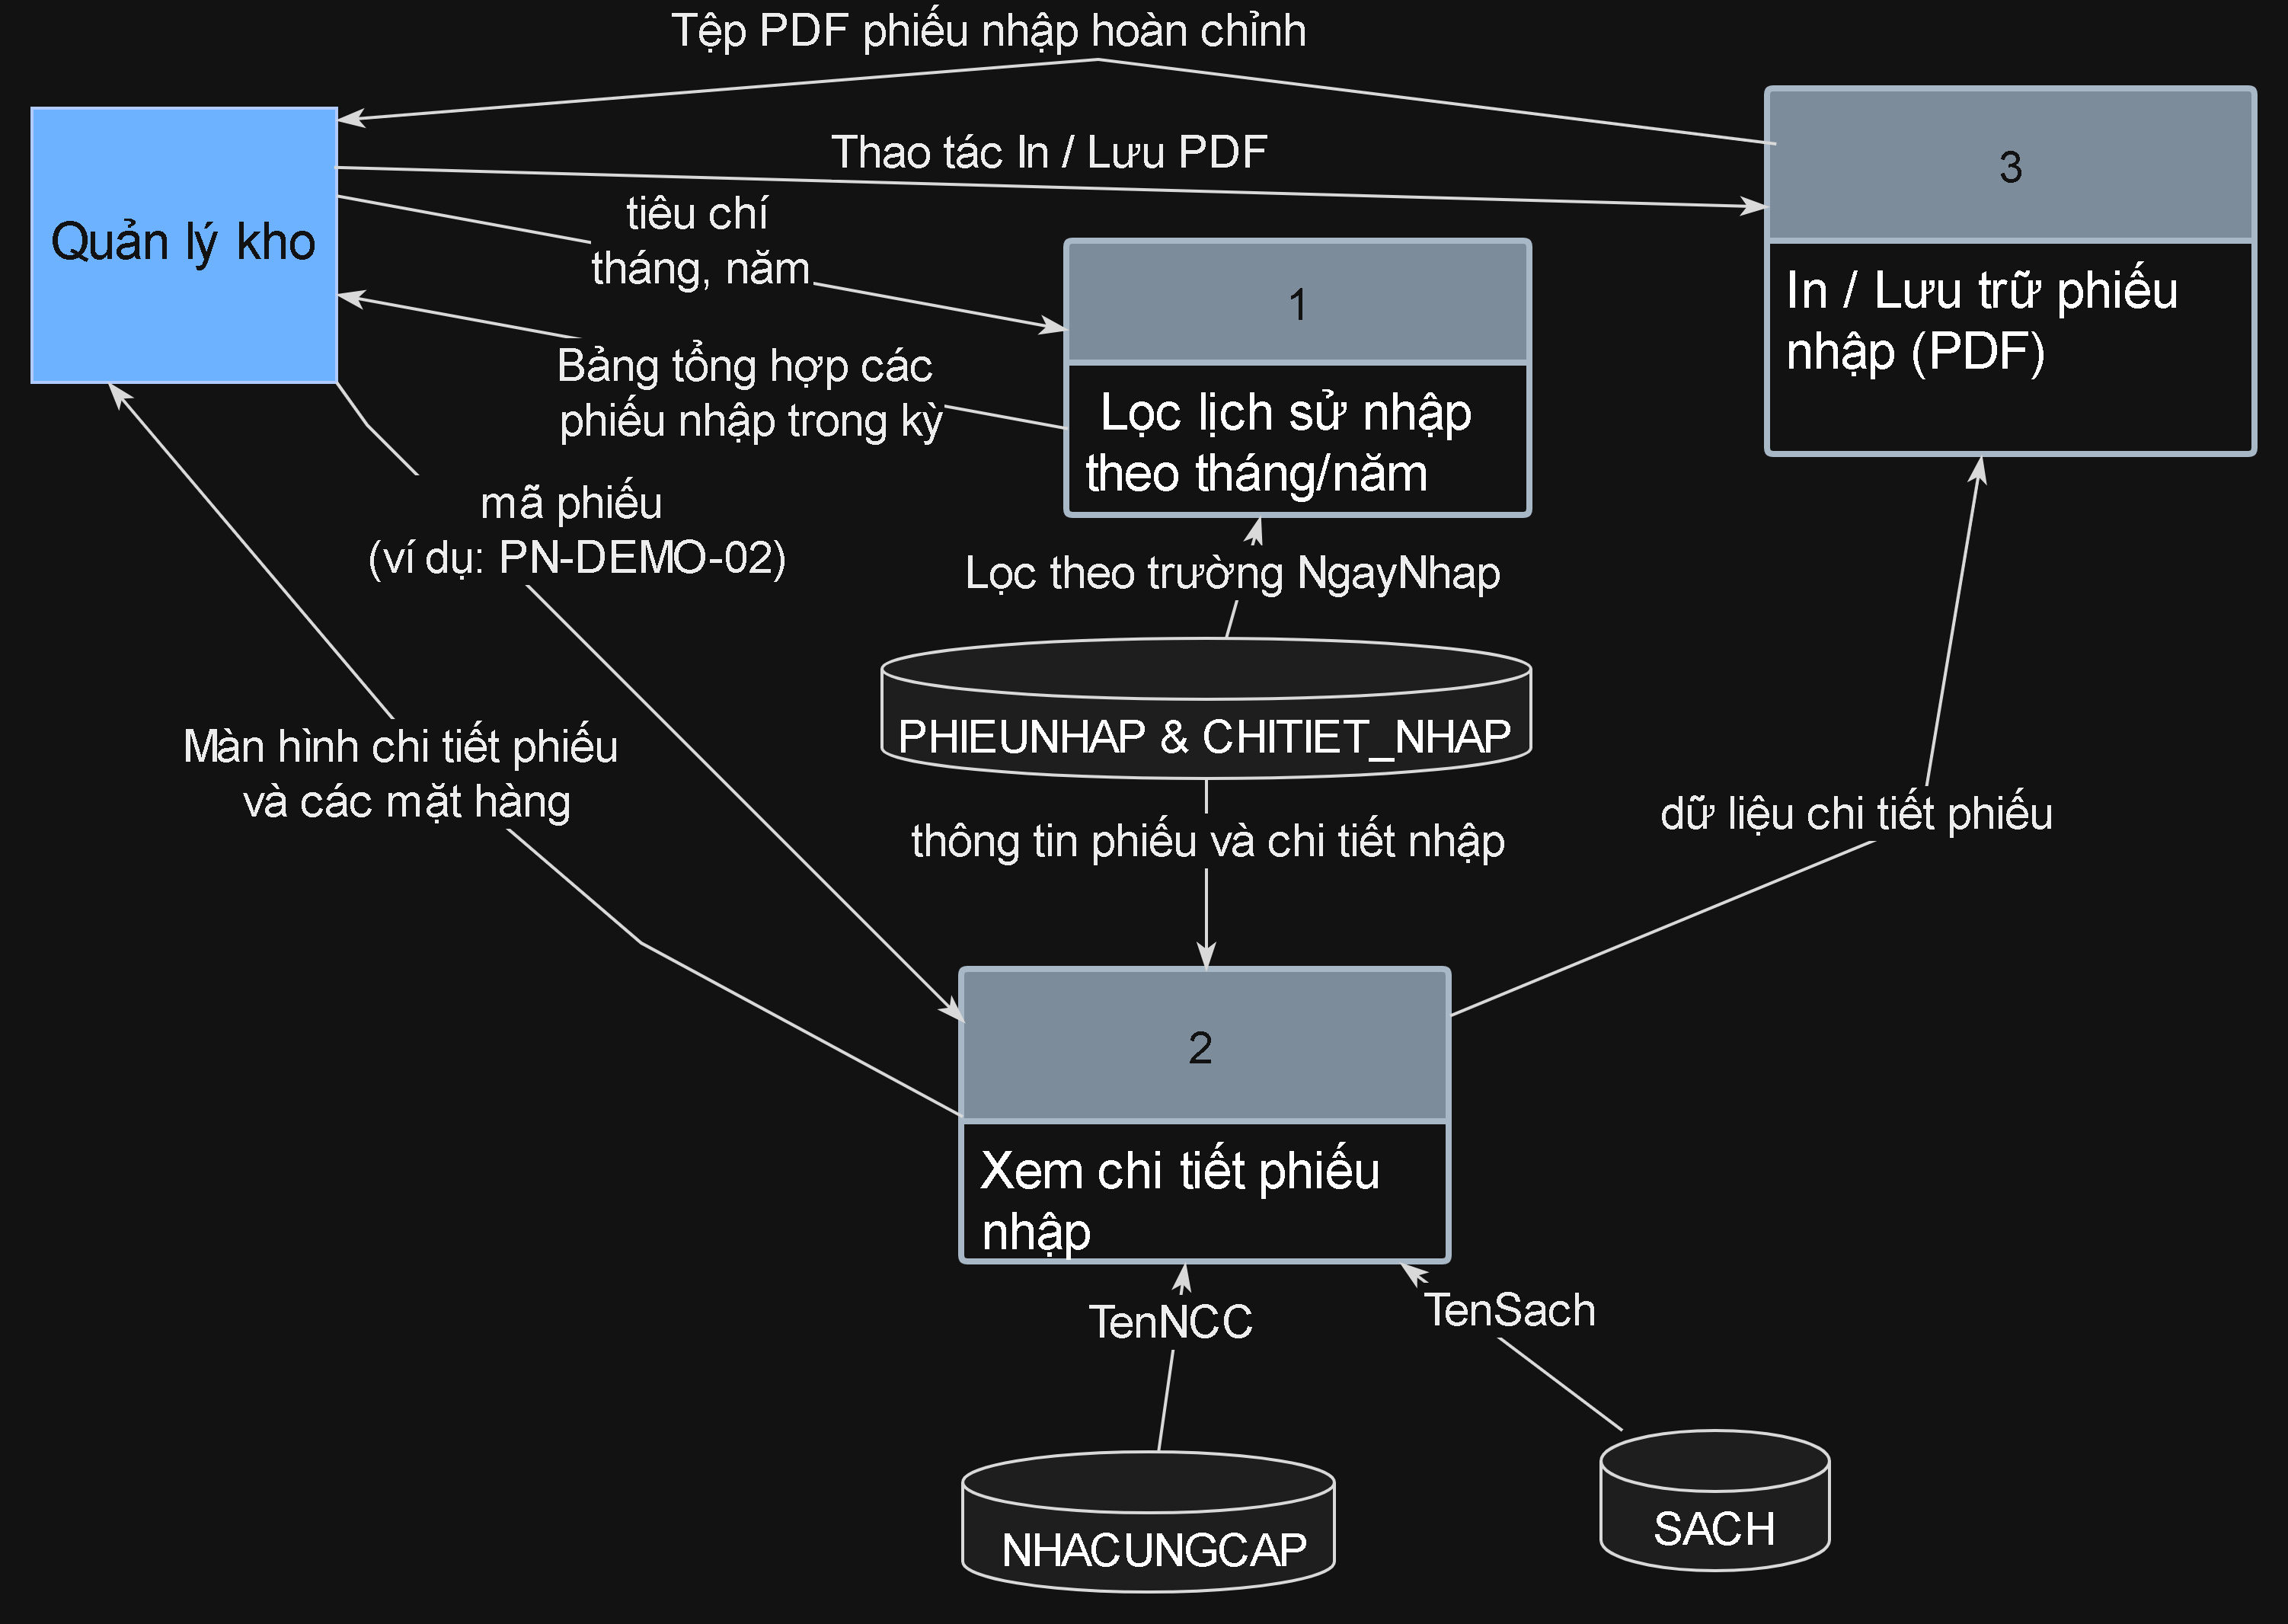 Tệp PDF phiếu nhập hoàn chỉnh
Thao tác In / Lưu PDF
3
Quản lý kho
tiêu chí
tháng, năm
1
In / Lưu trữ phiếu
nhập (PDF)
Bảng tổng hợp các
phiếu nhập trong kỳ
Lọc lịch sử nhập
theo tháng/năm
mã phiếu
(ví dụ: PN-DEMO-02)
Lọc theo trường NgayNhap
PHIEUNHAP & CHITIET_NHAP
Màn hình chi tiết phiếu
và các mặt hàng
thông tin phiếu và chi tiết nhập
dữ liệu chi tiết phiếu
2
Xem chi tiết phiếu
nhập
TenNCC
TenSach
NHACUNGCAP
SACH